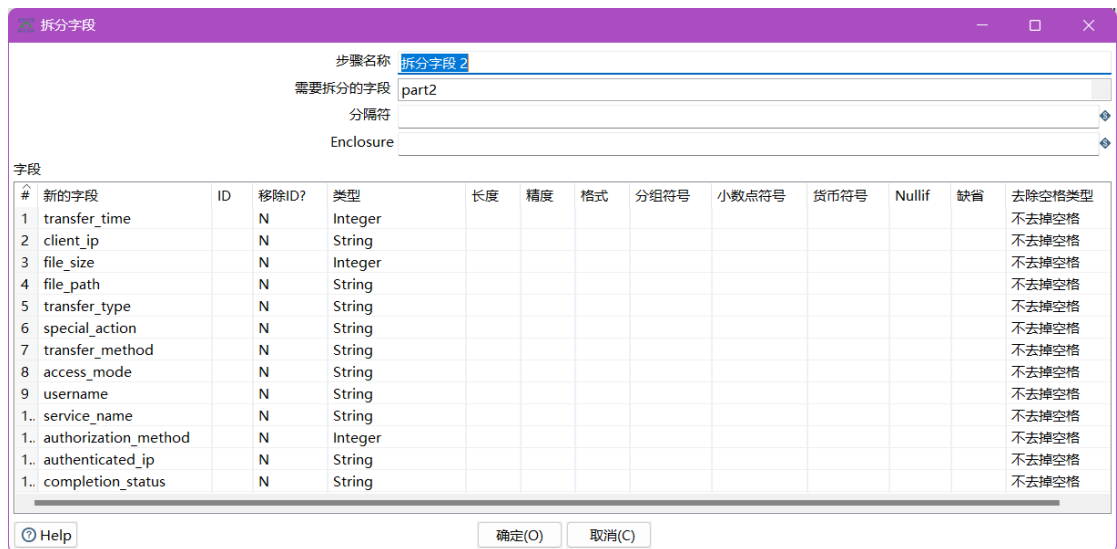 拆分字段
步骤名称 拆分字段 2
需要拆分的字段 part2
分隔符
Enclosure
字段
# 新的字段 ID 移除ID? 类型 长度 精度 格式 分组符号 小数点符号 货币符号 Nullif 缺省 去除空格类型
1 transfer_time N Integer 不去掉空格
2 client_ip N String 不去掉空格
3 file_size N Integer 不去掉空格
4 file_path N String 不去掉空格
5 transfer_type N String 不去掉空格
6 special_action N String 不去掉空格
7 transfer_method N String 不去掉空格
8 access_mode N String 不去掉空格
9 username N String 不去掉空格
1.. service_name N String 不去掉空格
1.. authorization_method N Integer 不去掉空格
1.. authenticated_ip N String 不去掉空格
1.. completion_status N String 不去掉空格
Help 确定(O) 取消(C)